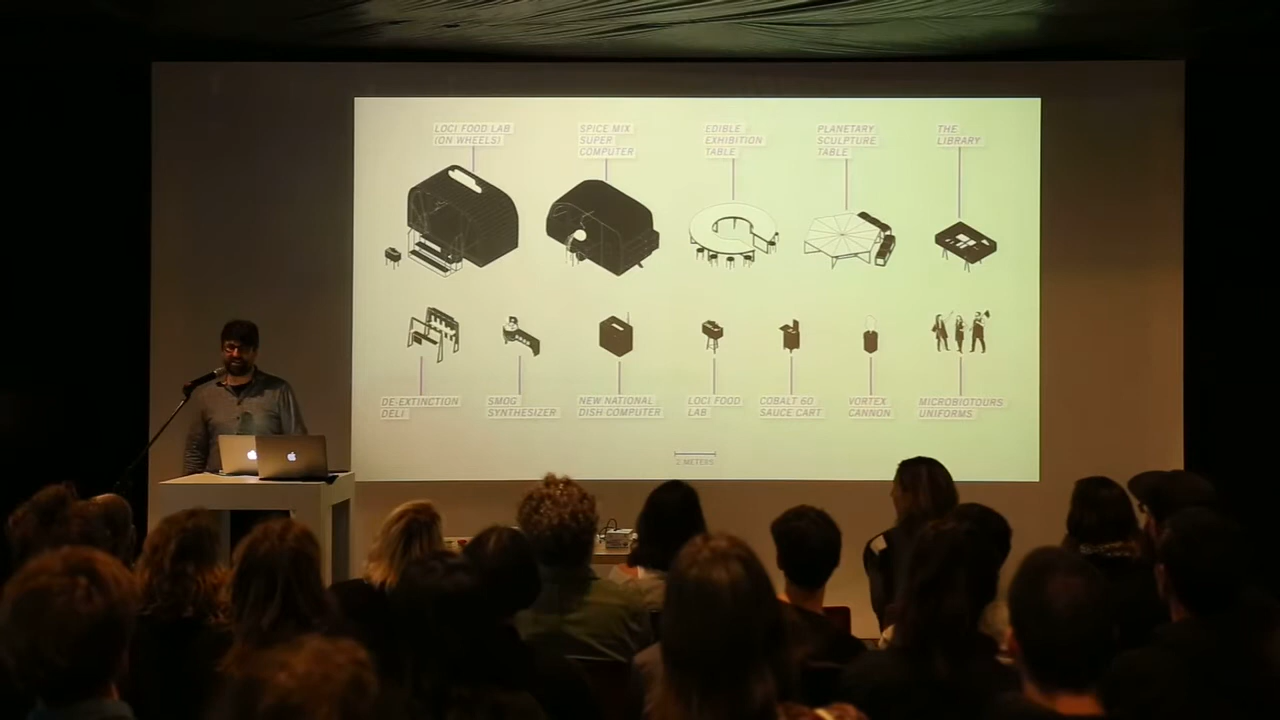 LOCI FOOD LAB
(ON WHEELS)
SPICE MIX
SUPER
COMPUTER
EDIBLE
EXHIBITION
TABLE
PLANETARY
SCULPTURE
TABLE
THE
LIBRARY
DE-EXTINCTION
DELI
SMOG
SYNTHESIZER
NEW NATIONAL
DISH COMPUTER
LOCI FOOD
LAB
COBALT 60
SAUCE CART
VORTEX
CANNON
MICROBIOTOURS
UNIFORMS
2 METERS